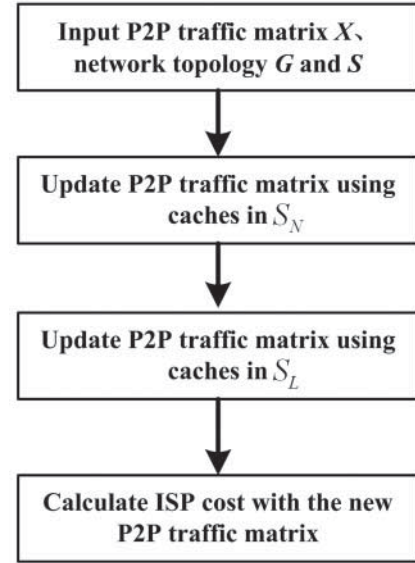 Input P2P traffic matrix X、
network topology G and S
Update P2P traffic matrix using
caches in S_N
Update P2P traffic matrix using
caches in S_L
Calculate ISP cost with the new
P2P traffic matrix